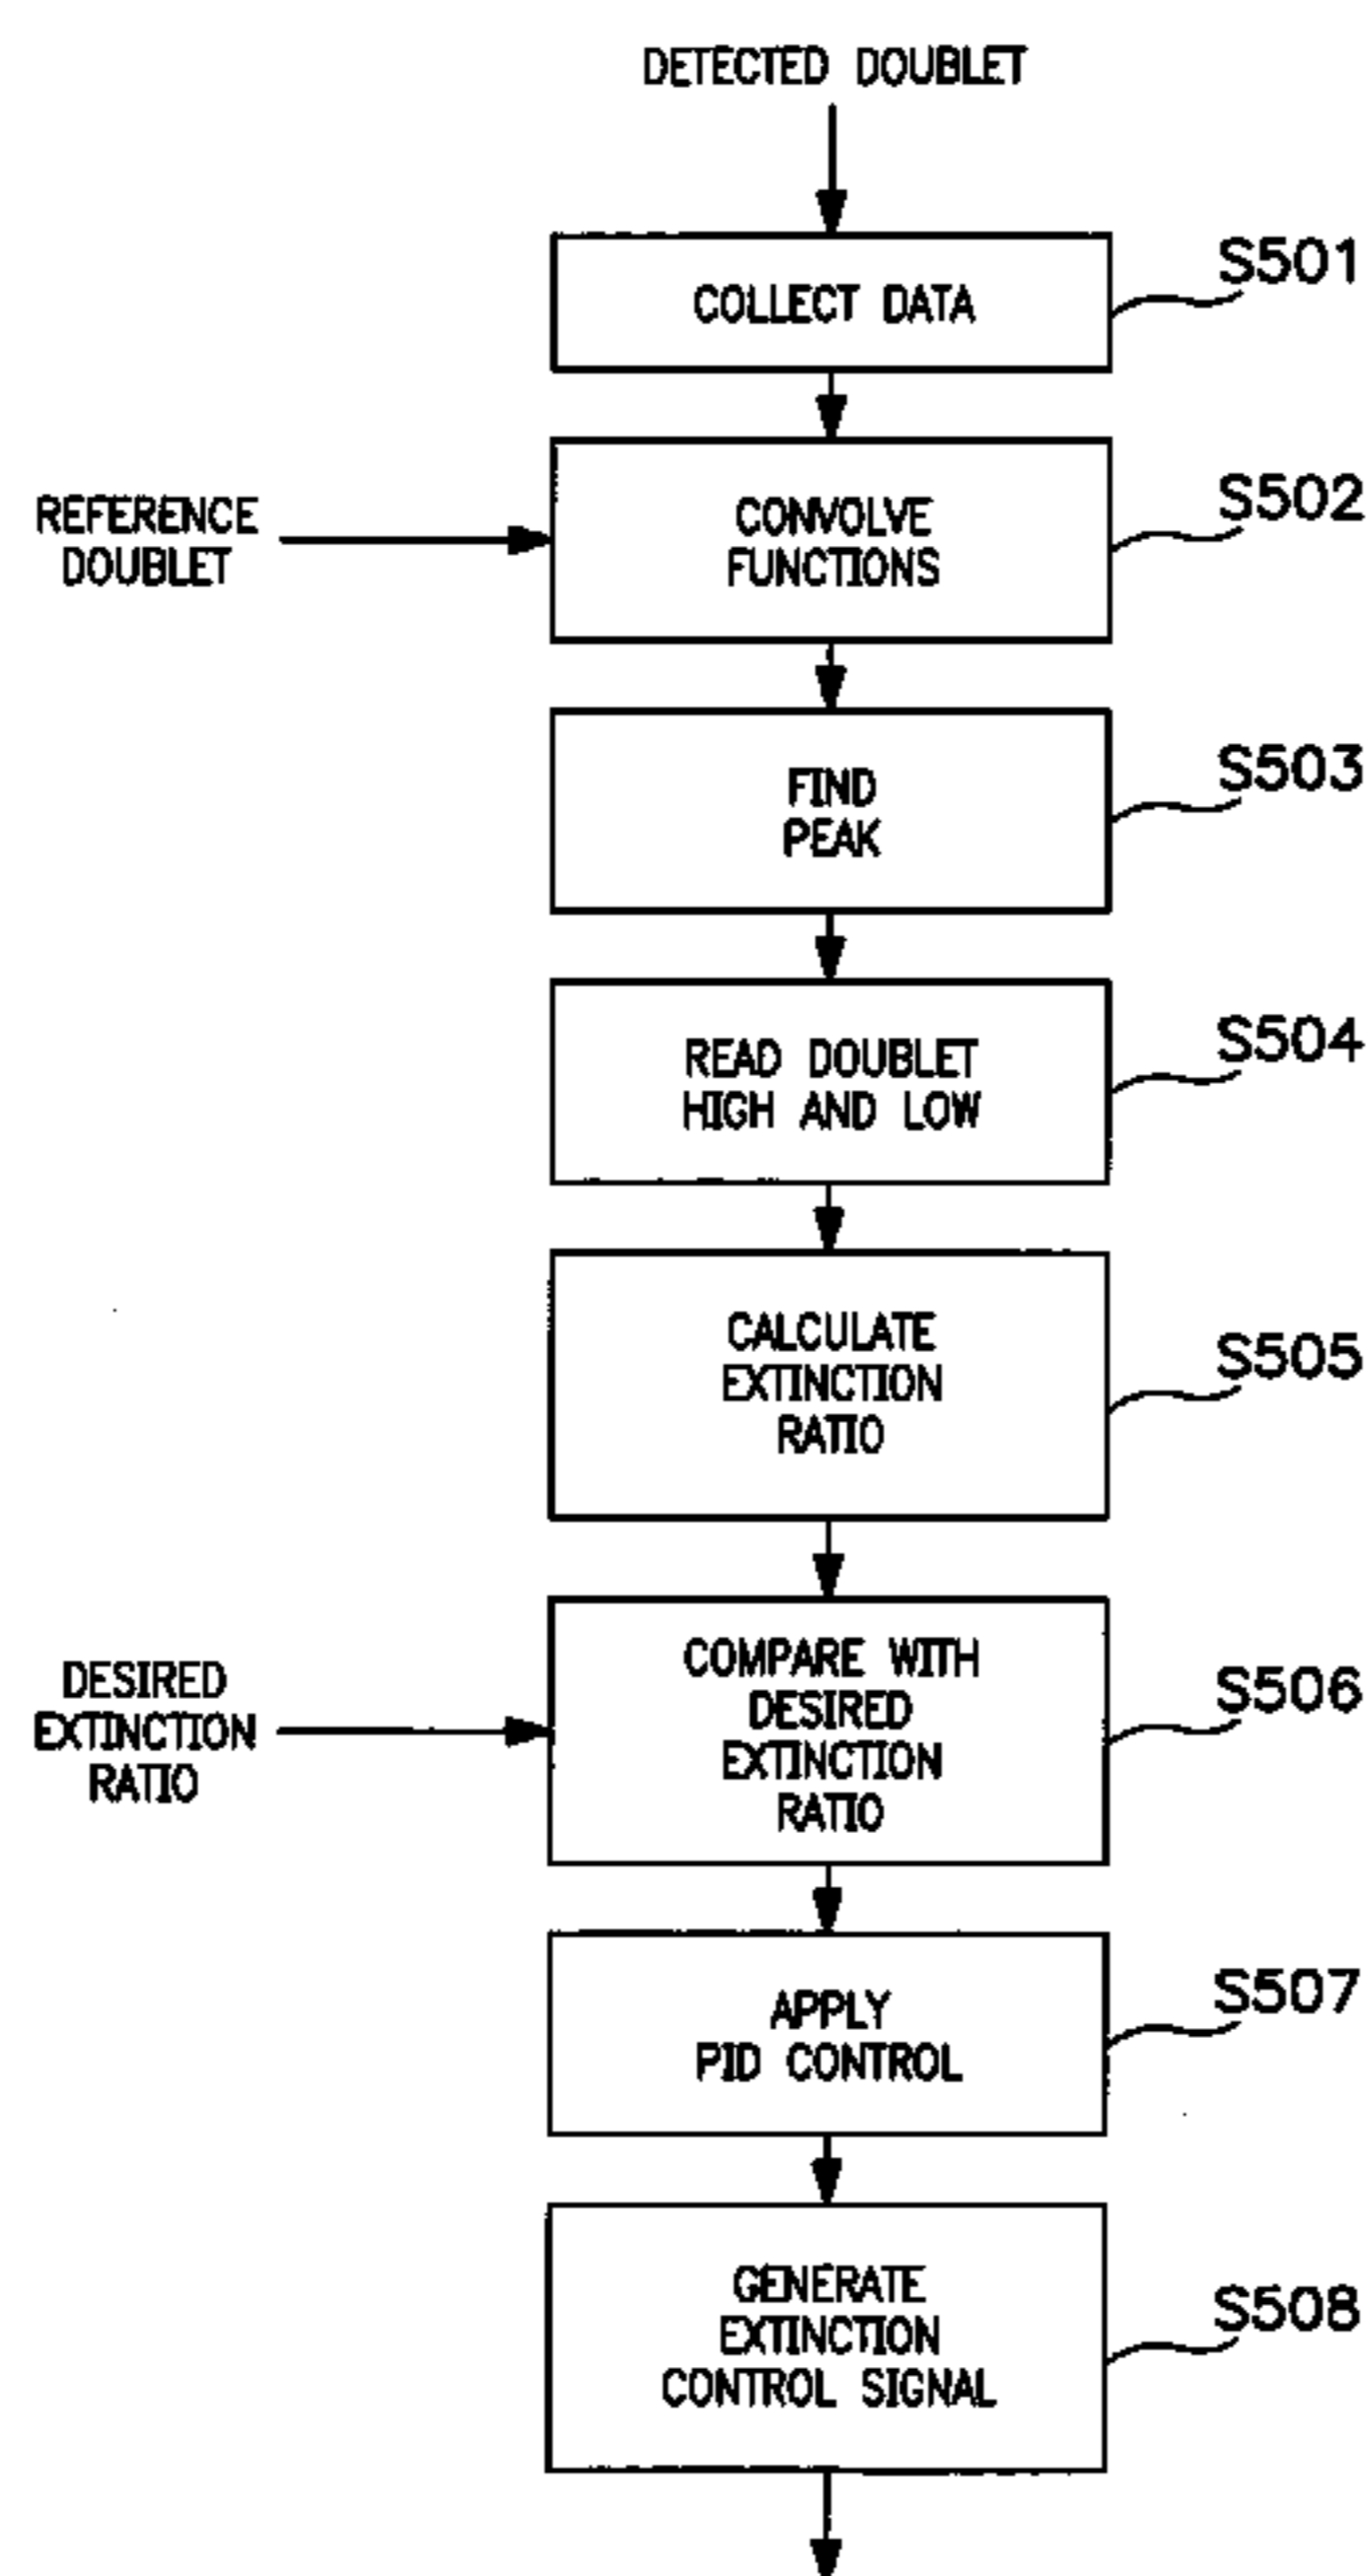 DETECTED DOUBLET
COLLECT DATA
S501
REFERENCE
DOUBLET
CONVOLVE
FUNCTIONS
S502
FIND
PEAK
S503
READ DOUBLET
HIGH AND LOW
S504
CALCULATE
EXTINCTION
RATIO
S505
DESIRED
EXTINCTION
RATIO
COMPARE WITH
DESIRED
EXTINCTION
RATIO
S506
APPLY
PID CONTROL
S507
GENERATE
EXTINCTION
CONTROL SIGNAL
S508